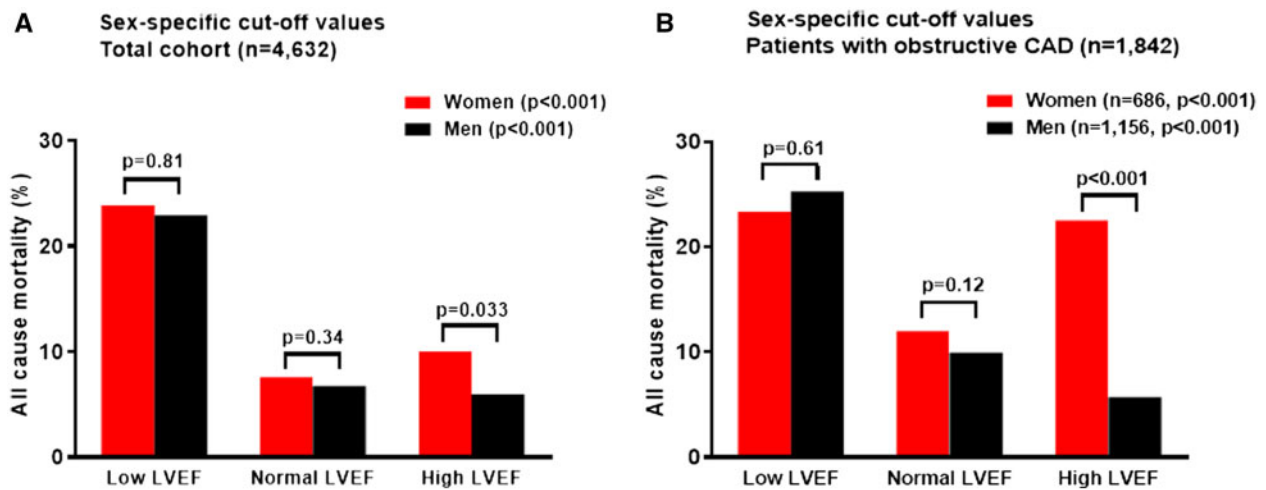 A
Sex-specific cut-off values
Total cohort (n=4,632)
Women (p<0.001)
Men (p<0.001)
All cause mortality (%)
30
20
10
0
p=0.81
p=0.34
p=0.033
Low LVEF
Normal LVEF
High LVEF
B
Sex-specific cut-off values
Patients with obstructive CAD (n=1,842)
Women (n=686, p<0.001)
Men (n=1,156, p<0.001)
All cause mortality (%)
30
20
10
0
p=0.61
p=0.12
p<0.001
Low LVEF
Normal LVEF
High LVEF